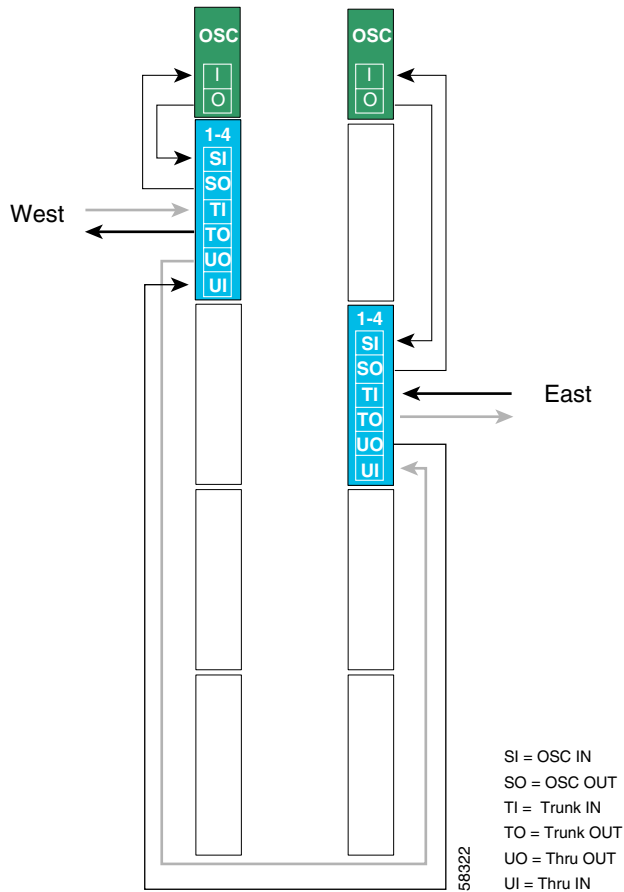 OSC
I
O
1-4
SI
SO
TI
TO
UO
UI
West
OSC
I
O
1-4
SI
SO
TI
TO
UO
UI
East
SI = OSC IN
SO = OSC OUT
TI = Trunk IN
TO = Trunk OUT
UO = Thru OUT
UI = Thru IN
58322